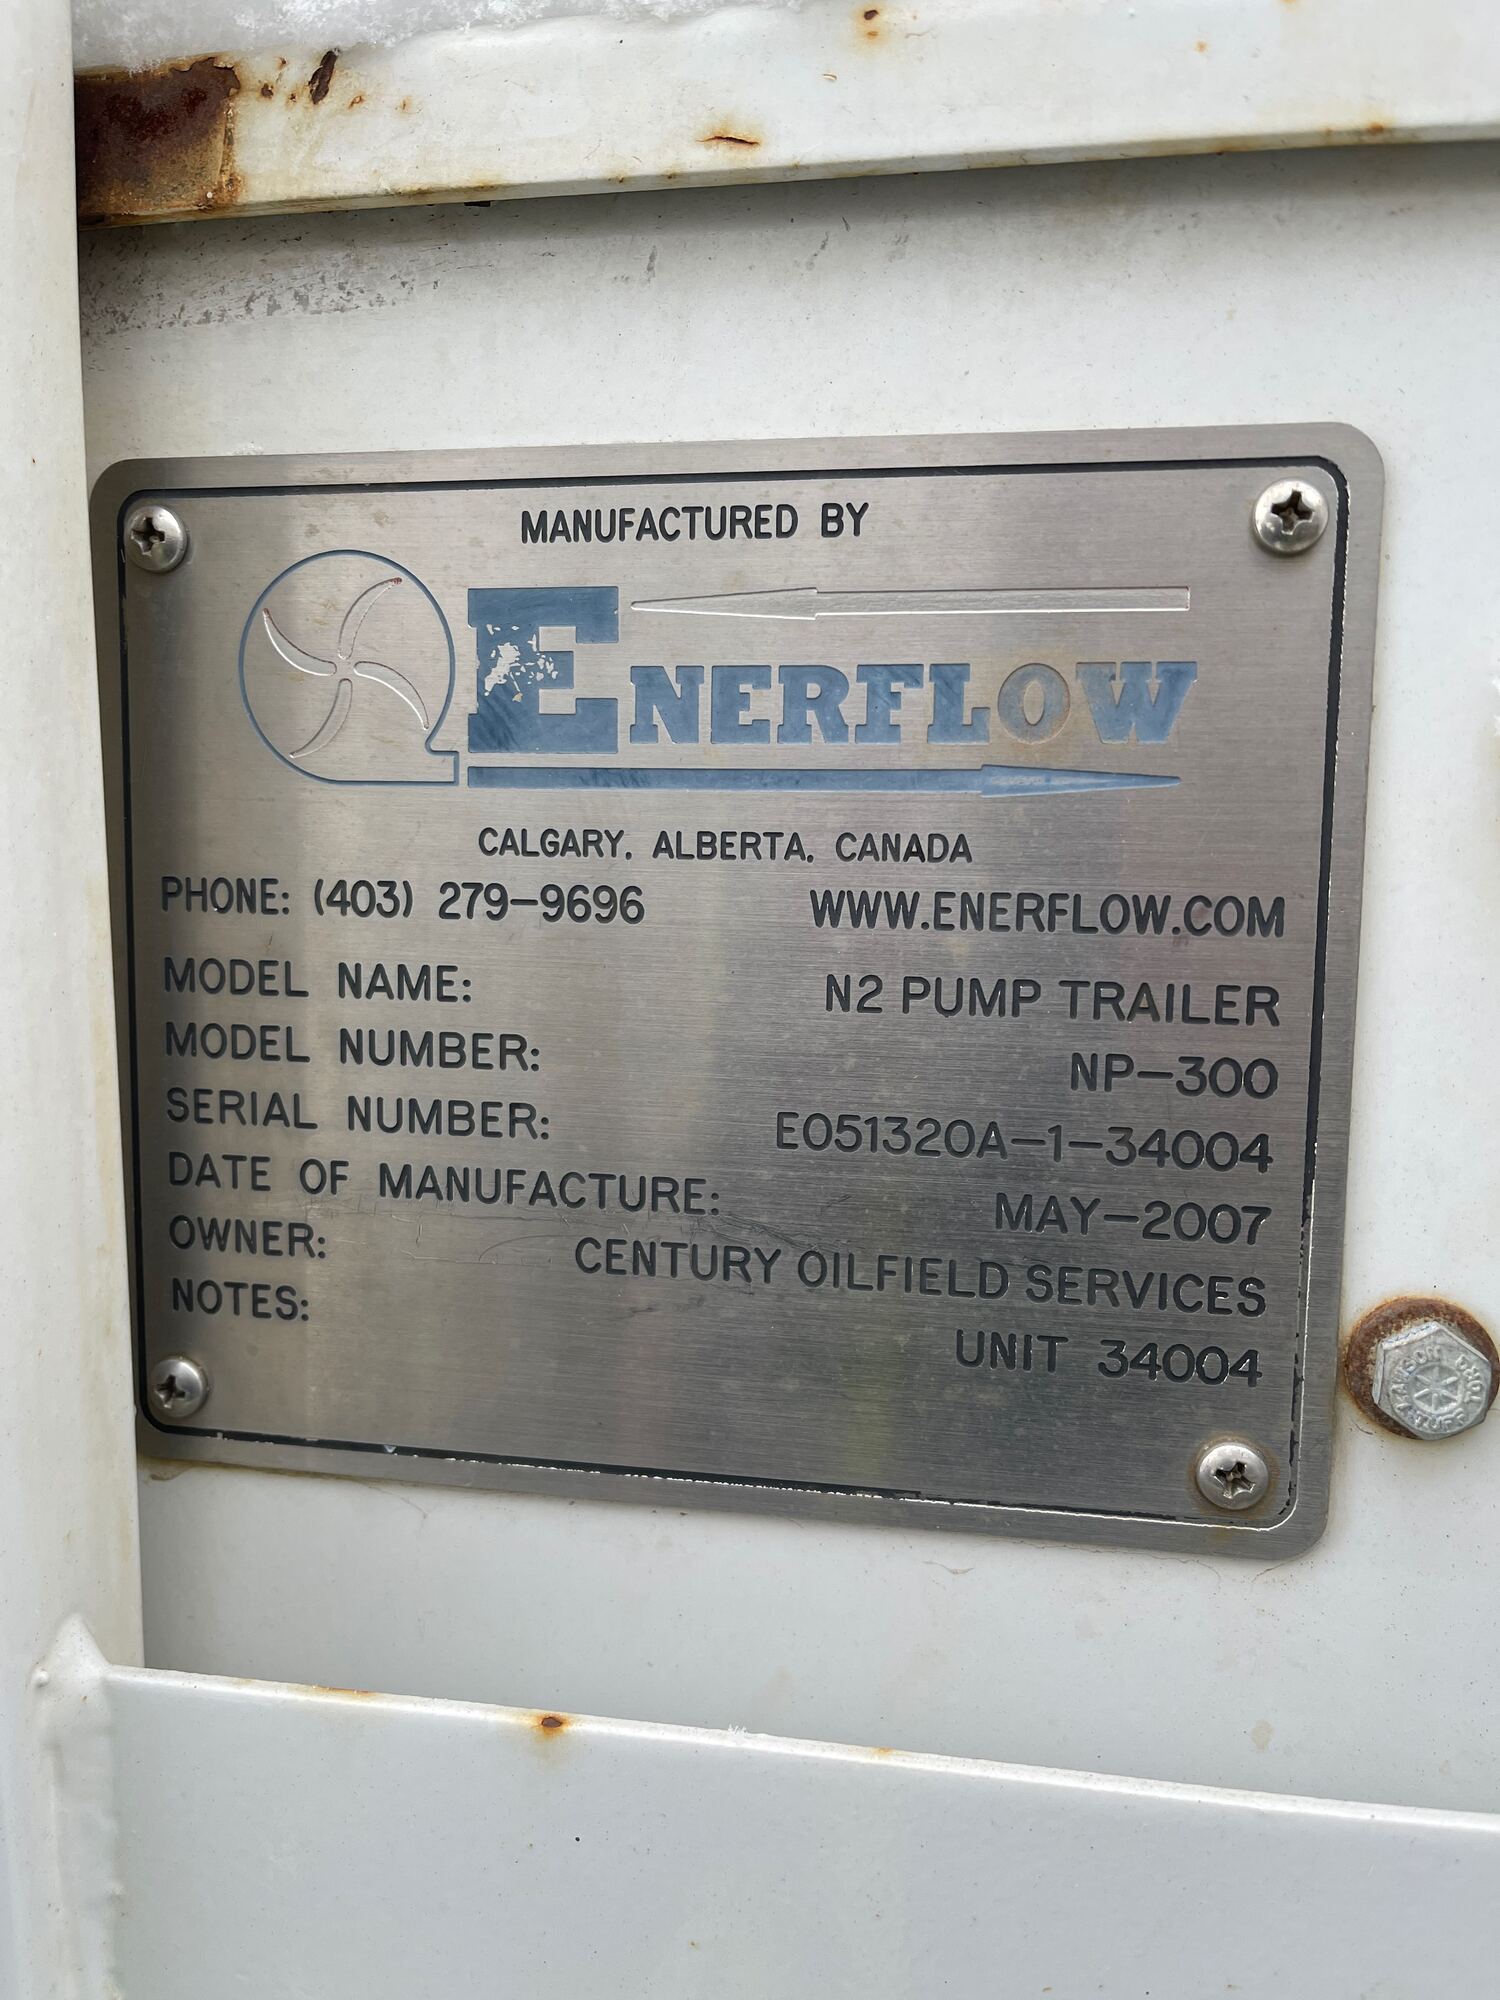 MANUFACTURED BY
ENERFLOW
CALGARY, ALBERTA, CANADA
PHONE: (403) 279-9696 WWW.ENERFLOW.COM
MODEL NAME: N2 PUMP TRAILER
MODEL NUMBER: NP-300
SERIAL NUMBER: E051320A-1-34004
DATE OF MANUFACTURE: MAY-2007
OWNER: CENTURY OILFIELD SERVICES
NOTES: UNIT 34004